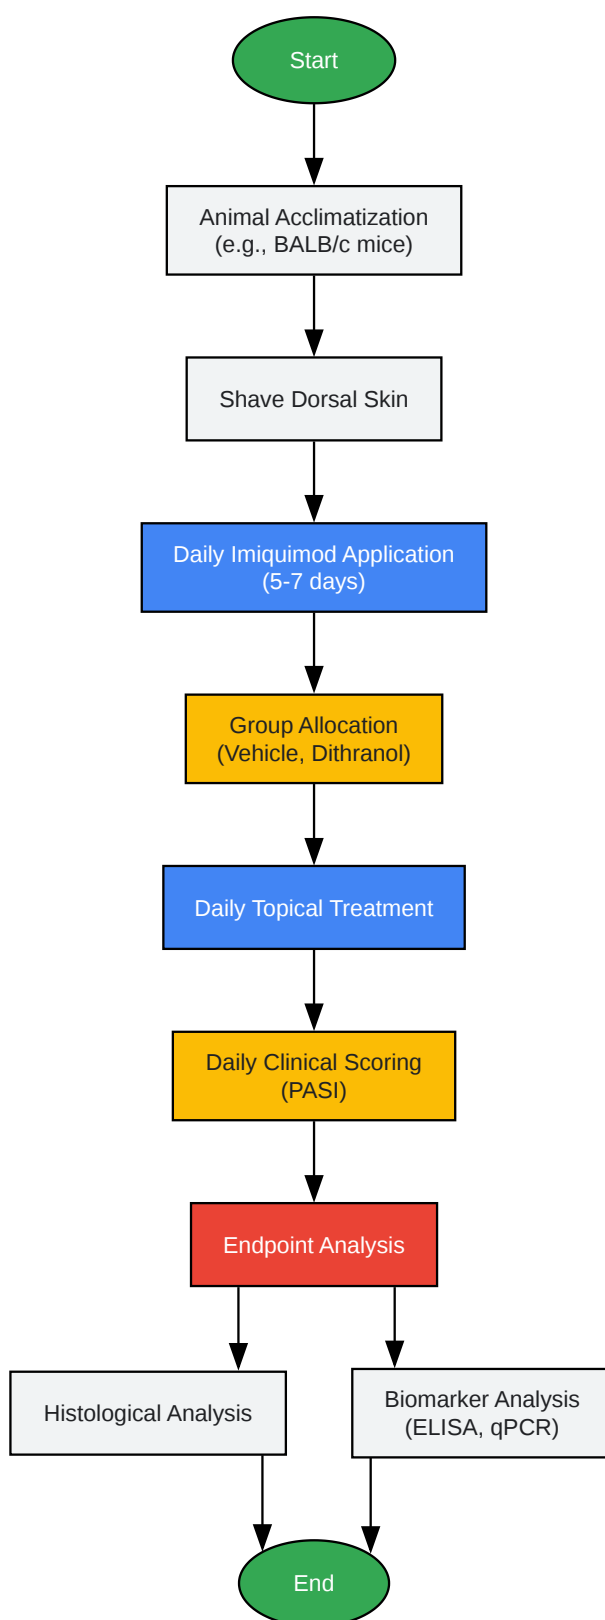 Start
Animal Acclimatization
(e.g., BALB/c mice)
Shave Dorsal Skin
Daily Imiquimod Application
(5-7 days)
Group Allocation
(Vehicle, Dithranol)
Daily Topical Treatment
Daily Clinical Scoring
(PASI)
Endpoint Analysis
Histological Analysis
Biomarker Analysis
(ELISA, qPCR)
End